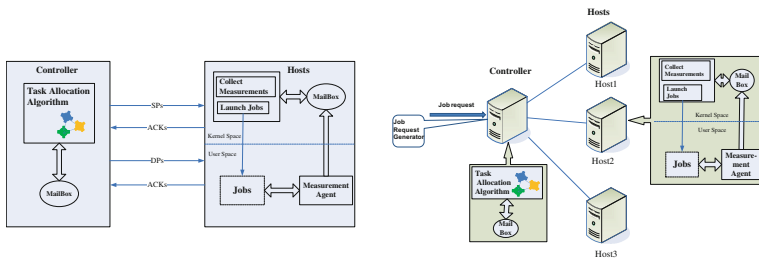 Controller
Task Allocation
Algorithm
MailBox
SPs
ACKs
DPs
ACKs
Hosts
Collect
Measurements
Launch Jobs
MailBox
Kernel Space
User Space
Jobs
Measurement
Agent
Hosts
Controller
Job request
Job
Request
Generator
Task
Allocation
Algorithm
Mail
Box
Host1
Host2
Host3
Collect
Measurements
Launch
Jobs
Mail
Box
Kernel Space
User Space
Jobs
Measure-
ment
Agent